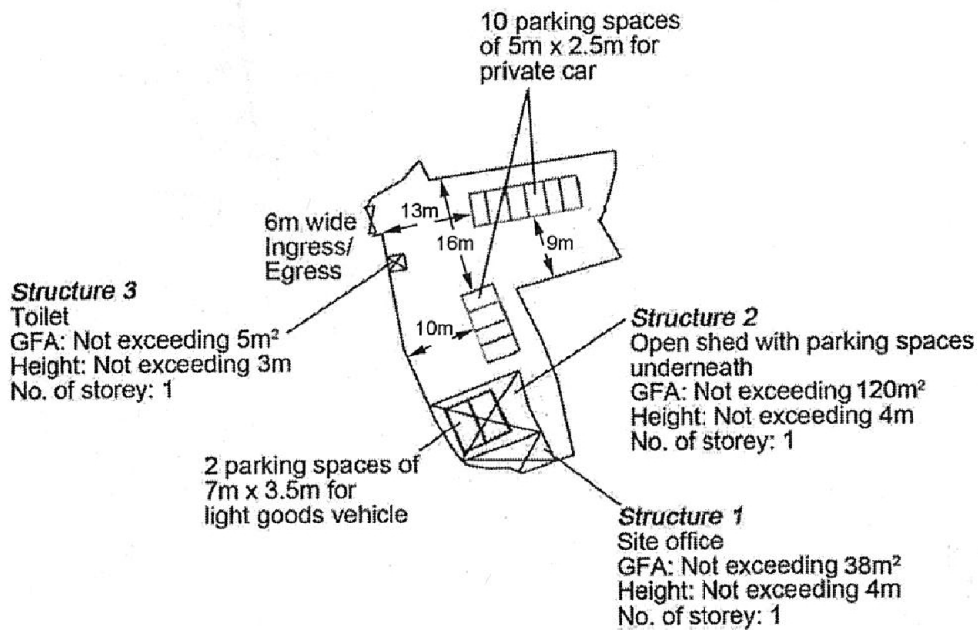 10 parking spaces
of 5m x 2.5m for
private car
13m
6m wide
Ingress/
Egress
16m
9m
Structure 3
Toilet
GFA: Not exceeding 5m²
Height: Not exceeding 3m
No. of storey: 1
10m
Structure 2
Open shed with parking spaces
underneath
GFA: Not exceeding 120m²
Height: Not exceeding 4m
No. of storey: 1
2 parking spaces of
7m x 3.5m for
light goods vehicle
Structure 1
Site office
GFA: Not exceeding 38m²
Height: Not exceeding 4m
No. of storey: 1